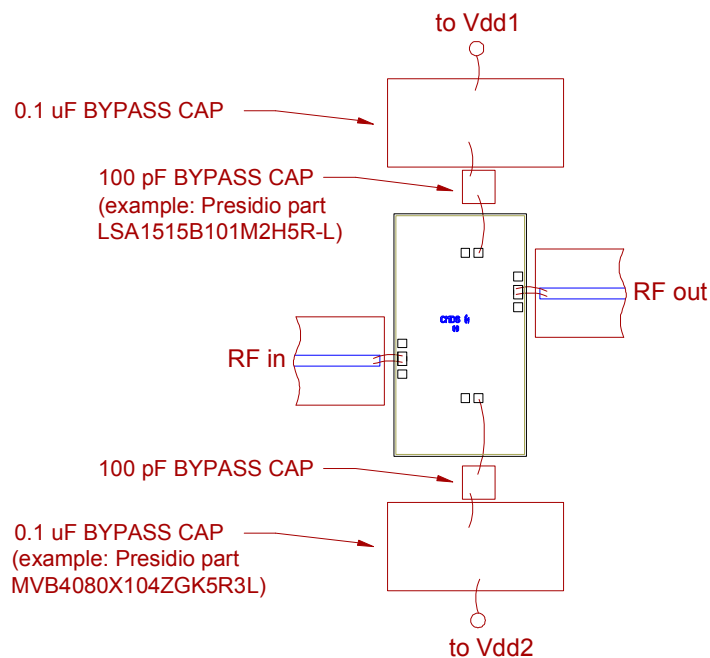 to Vdd1
0.1 uF BYPASS CAP
100 pF BYPASS CAP
(example: Presidio part
LSA1515B101M2H5R-L)
RF out
RF in
100 pF BYPASS CAP
0.1 uF BYPASS CAP
(example: Presidio part
MVB4080X104ZGK5R3L)
to Vdd2